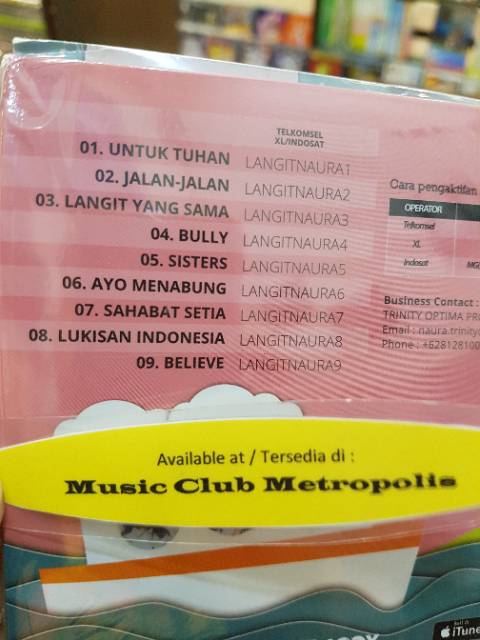 TELKOMSEL
XL/INDOSAT
01. UNTUK TUHAN LANGITNAURA1
02. JALAN-JALAN LANGITNAURA2
03. LANGIT YANG SAMA LANGITNAURA3
04. BULLY LANGITNAURA4
05. SISTERS LANGITNAURA5
06. AYO MENABUNG LANGITNAURA6
07. SAHABAT SETIA LANGITNAURA7
08. LUKISAN INDONESIA LANGITNAURA8
09. BELIEVE LANGITNAURA9
Cara pengaktifan
OPERATOR
Telkomsel
XL
Indosat
Business Contact :
TRINITY OPTIMA PRO
Email : naura.trinity
Phone : +628128100
Available at / Tersedia di :
Music Club Metropolis
iTune